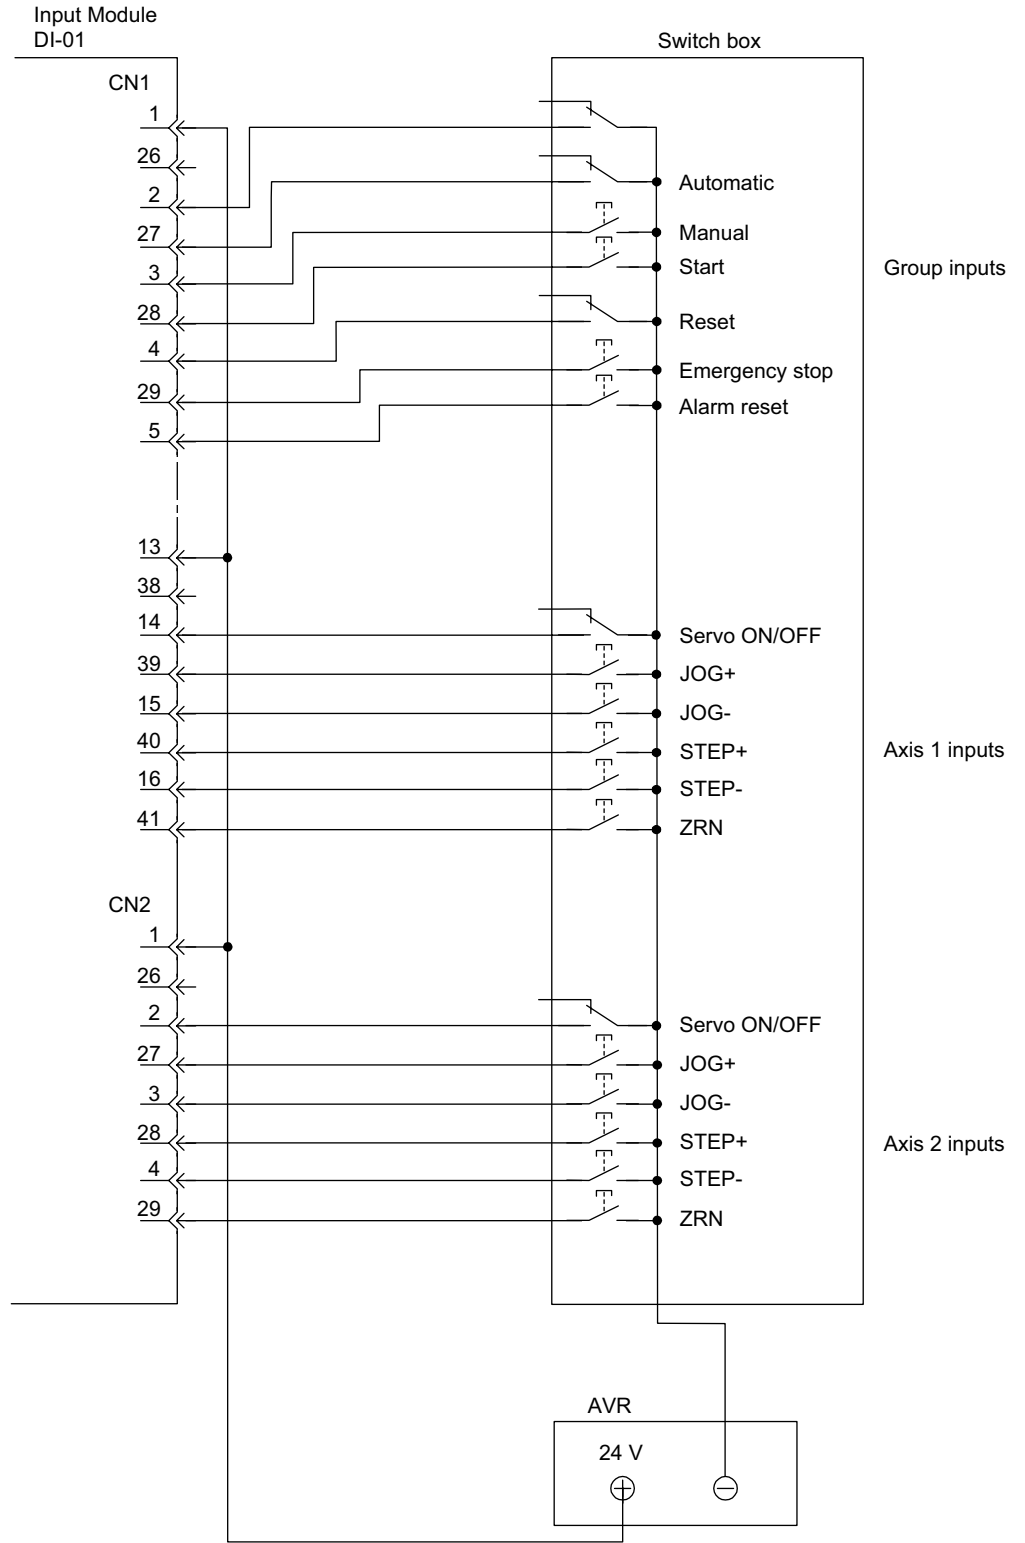 Input Module
DI-01
Switch box
CN1
1
26
2
27
Automatic
3
Manual
28
Start
Group inputs
4
Reset
29
Emergency stop
5
Alarm reset
13
38
14
Servo ON/OFF
39
JOG+
15
JOG-
40
STEP+
Axis 1 inputs
16
STEP-
41
ZRN
CN2
1
26
2
Servo ON/OFF
27
JOG+
3
JOG-
28
STEP+
Axis 2 inputs
4
STEP-
29
ZRN
AVR
24 V